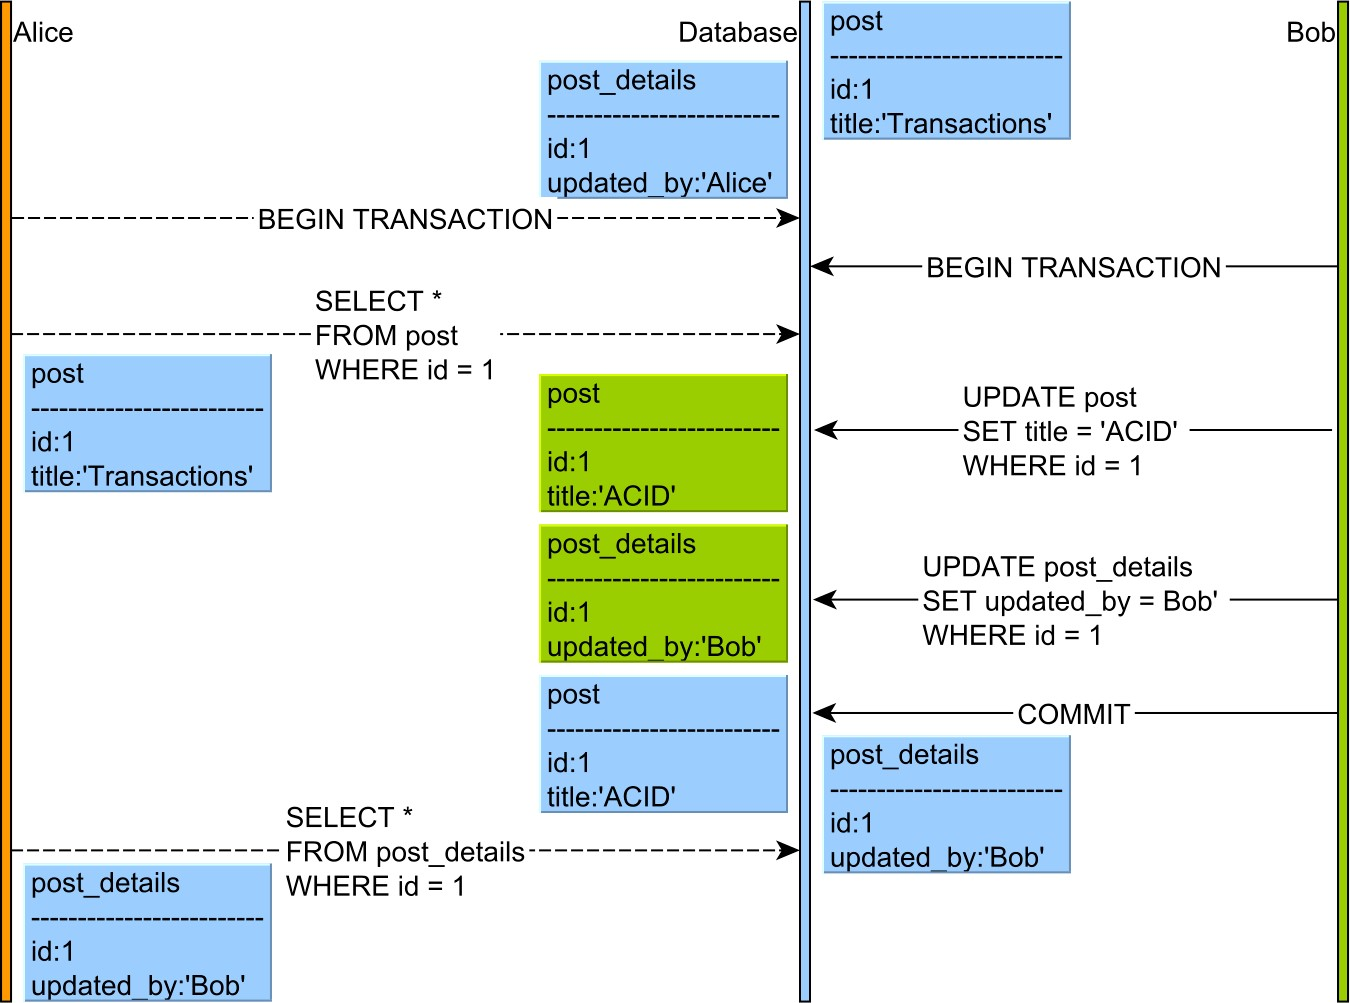 Alice
Database
Bob
post
-------------------------
id:1
title:'Transactions'
post_details
-------------------------
id:1
updated_by:'Alice'
BEGIN TRANSACTION
BEGIN TRANSACTION
SELECT *
FROM post
WHERE id = 1
post
-------------------------
id:1
title:'Transactions'
UPDATE post
SET title = 'ACID'
WHERE id = 1
post
-------------------------
id:1
title:'ACID'
UPDATE post_details
SET updated_by = Bob'
WHERE id = 1
post_details
-------------------------
id:1
updated_by:'Bob'
COMMIT
post
-------------------------
id:1
title:'ACID'
post_details
-------------------------
id:1
updated_by:'Bob'
SELECT *
FROM post_details
WHERE id = 1
post_details
-------------------------
id:1
updated_by:'Bob'